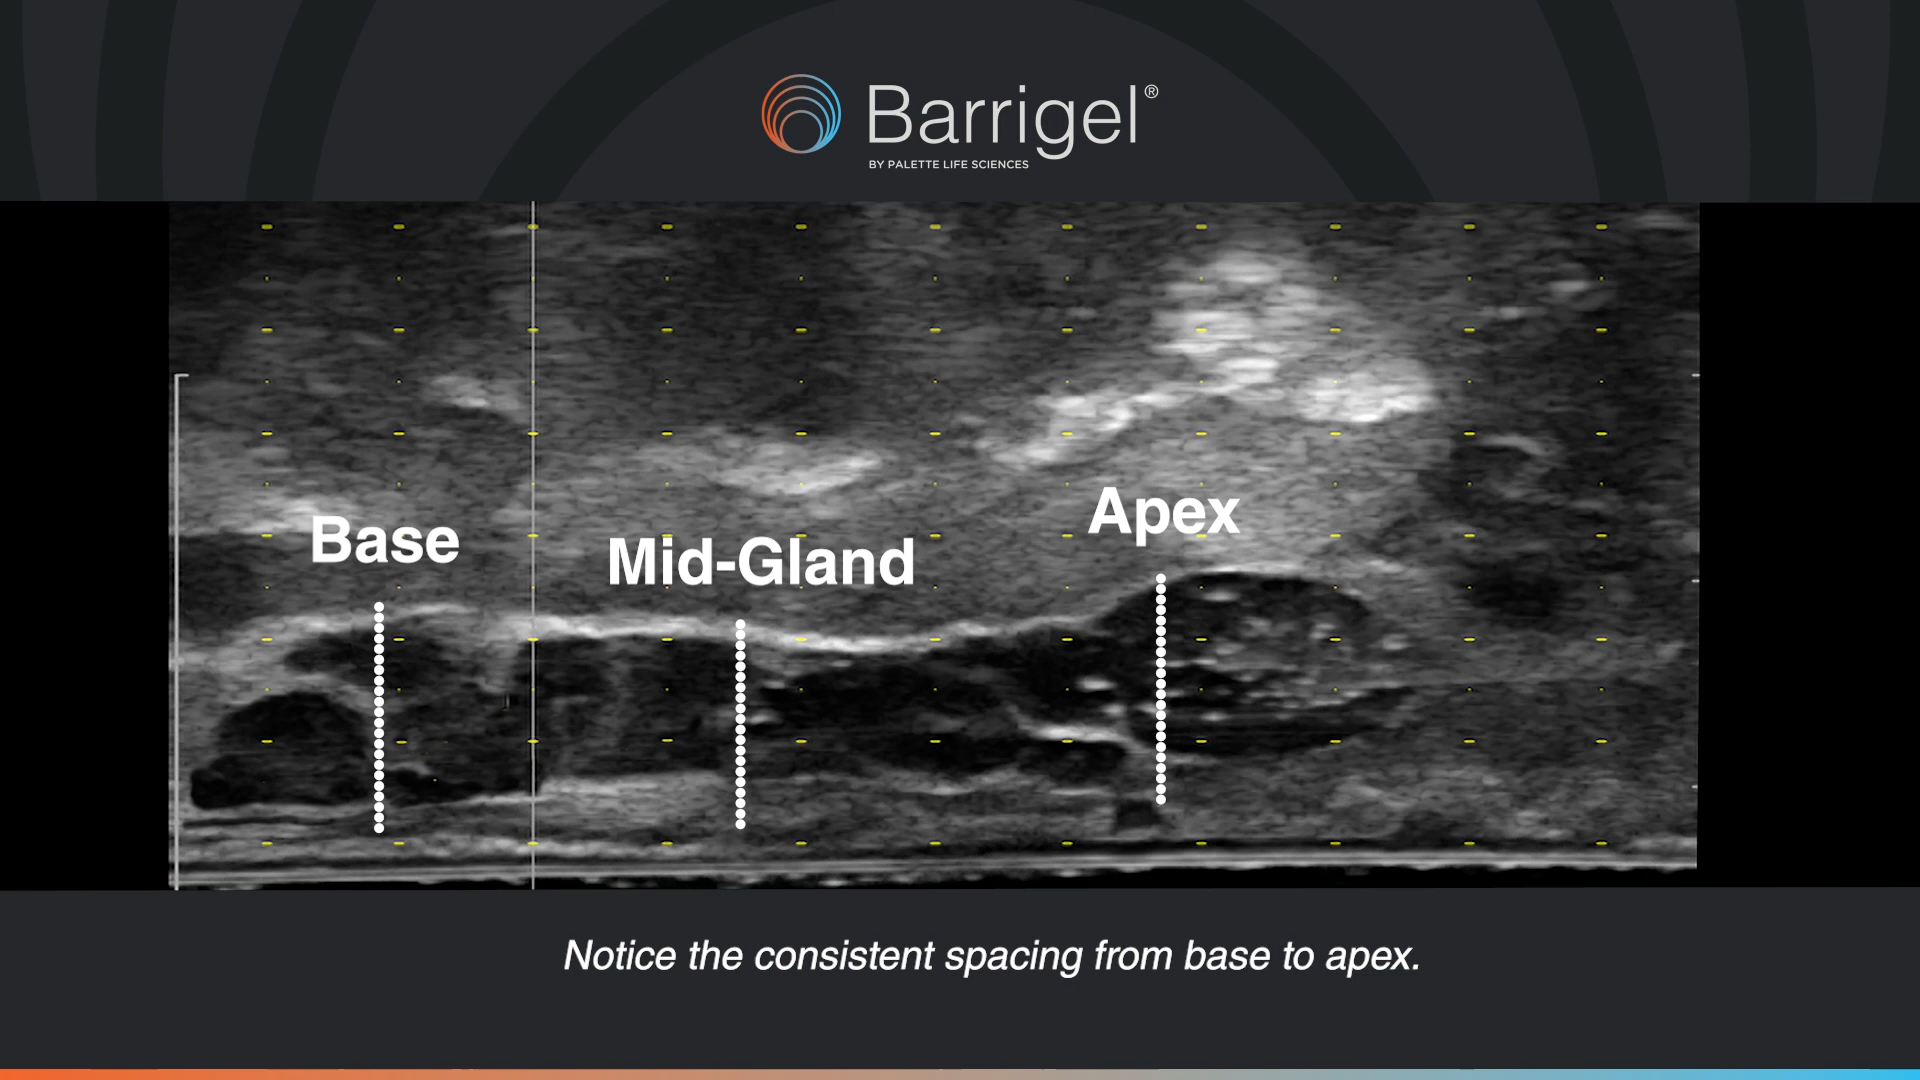 Barrigel®
BY PALETTE LIFE SCIENCES
Apex
Base
Mid-Gland
Notice the consistent spacing from base to apex.